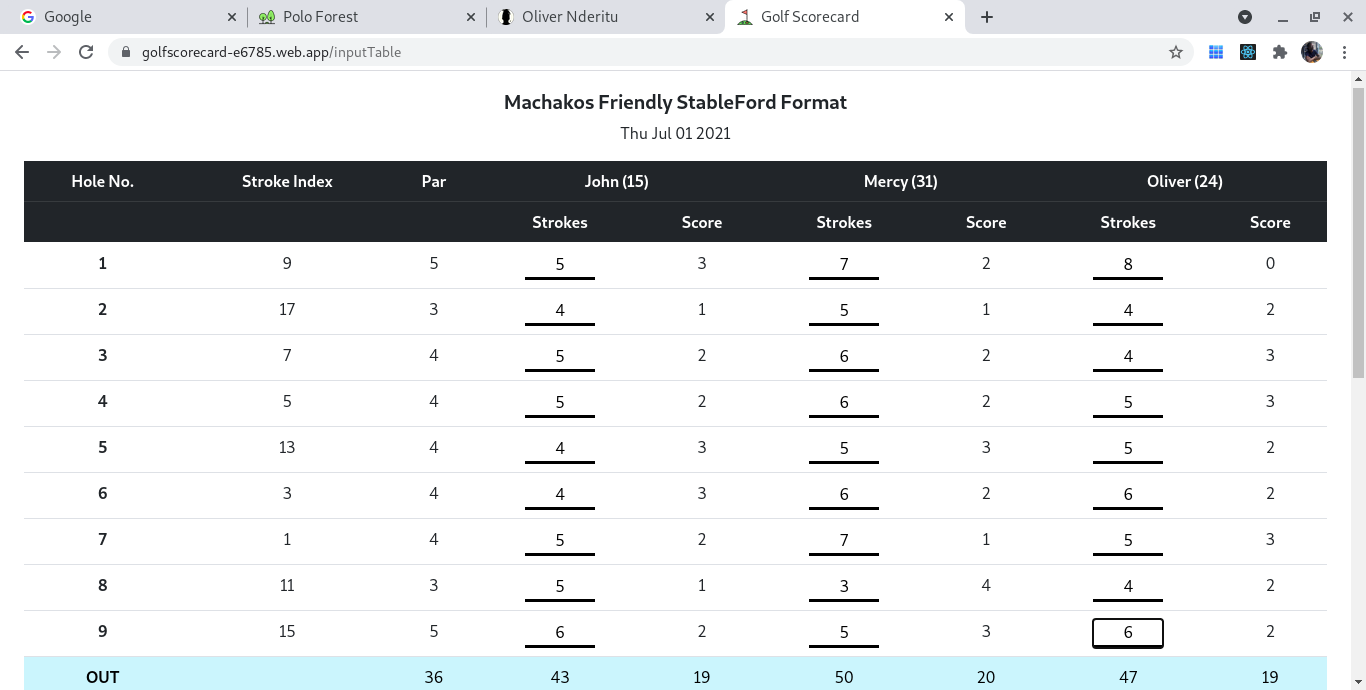 Google Polo Forest Oliver Nderitu Golf Scorecard
golfscorecard-e6785.web.app/inputTable
Machakos Friendly StableFord Format
Thu Jul 01 2021
Hole No. Stroke Index Par John (15) Mercy (31) Oliver (24)
Strokes Score Strokes Score Strokes Score
1 9 5 5 3 7 2 8 0
2 17 3 4 1 5 1 4 2
3 7 4 5 2 6 2 4 3
4 5 4 5 2 6 2 5 3
5 13 4 4 3 5 3 5 2
6 3 4 4 3 6 2 6 2
7 1 4 5 2 7 1 5 3
8 11 3 5 1 3 4 4 2
9 15 5 6 2 5 3 6 2
OUT 36 43 19 50 20 47 19